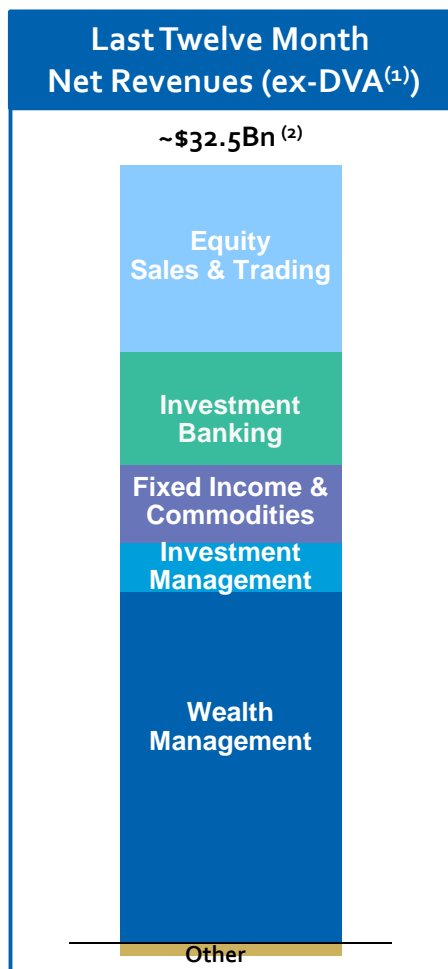 Last Twelve Month
Net Revenues (ex-DVA(1))
~$32.5Bn (2)
Equity
Sales & Trading
Investment
Banking
Fixed Income &
Commodities
Investment
Management
Wealth
Management
Other